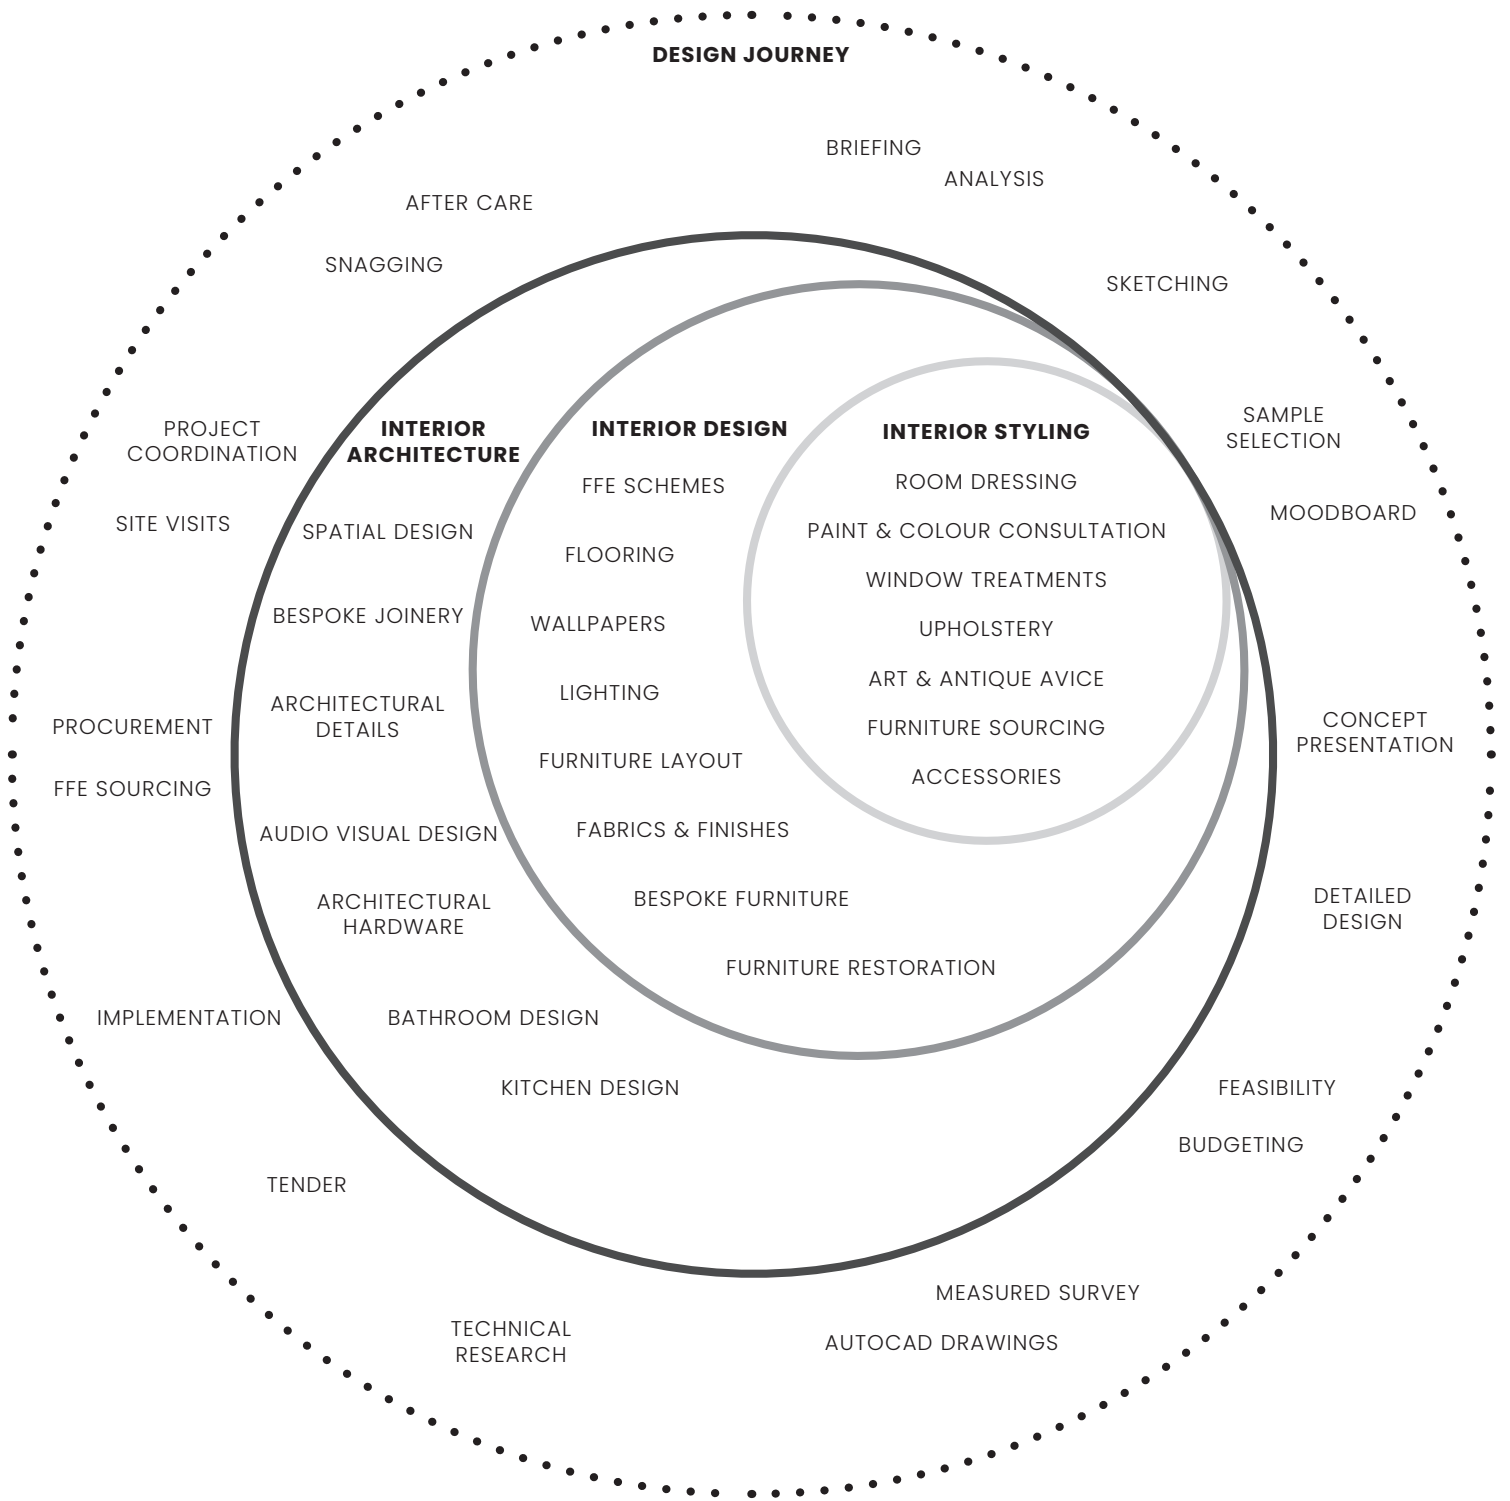 DESIGN JOURNEY
BRIEFING
ANALYSIS
SKETCHING
SAMPLE
SELECTION
MOODBOARD
CONCEPT
PRESENTATION
DETAILED
DESIGN
FEASIBILITY
BUDGETING
MEASURED SURVEY
AUTOCAD DRAWINGS
TECHNICAL
RESEARCH
TENDER
IMPLEMENTATION
FFE SOURCING
PROCUREMENT
SITE VISITS
PROJECT
COORDINATION
SNAGGING
AFTER CARE
INTERIOR
ARCHITECTURE
SPATIAL DESIGN
BESPOKE JOINERY
ARCHITECTURAL
DETAILS
AUDIO VISUAL DESIGN
ARCHITECTURAL
HARDWARE
BATHROOM DESIGN
KITCHEN DESIGN
INTERIOR DESIGN
FFE SCHEMES
FLOORING
WALLPAPERS
LIGHTING
FURNITURE LAYOUT
FABRICS & FINISHES
BESPOKE FURNITURE
FURNITURE RESTORATION
INTERIOR STYLING
ROOM DRESSING
PAINT & COLOUR CONSULTATION
WINDOW TREATMENTS
UPHOLSTERY
ART & ANTIQUE AVICE
FURNITURE SOURCING
ACCESSORIES